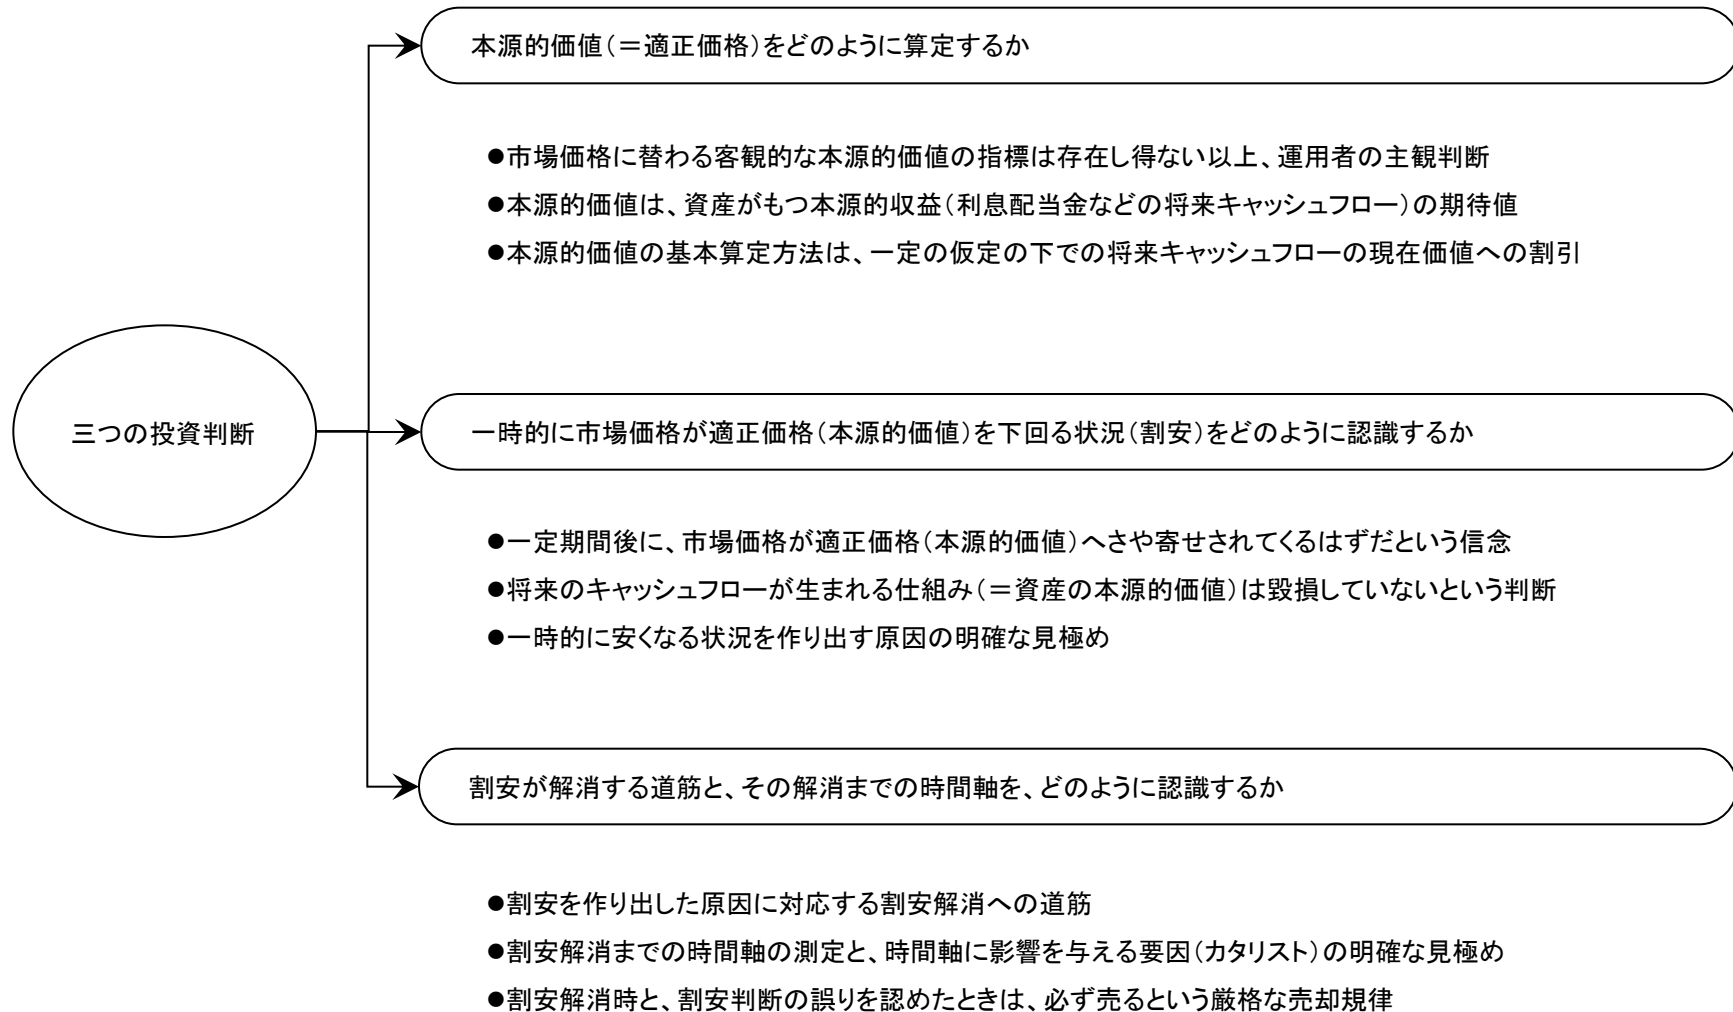 本源的価値(＝適正価格)をどのように算定するか
●市場価格に替わる客観的な本源的価値の指標は存在し得ない以上、運用者の主観判断
●本源的価値は、資産がもつ本源的収益(利息配当金などの将来キャッシュフロー)の期待値
●本源的価値の基本算定方法は、一定の仮定の下での将来キャッシュフローの現在価値への割引
三つの投資判断
一時的に市場価格が適正価格(本源的価値)を下回る状況(割安)をどのように認識するか
●一定期間後に、市場価格が適正価格(本源的価値)へさや寄せされてくるはずだという信念
●将来のキャッシュフローが生まれる仕組み(＝資産の本源的価値)は毀損していないという判断
●一時的に安くなる状況を作り出す原因の明確な見極め
割安が解消する道筋と、その解消までの時間軸を、どのように認識するか
●割安を作り出した原因に対応する割安解消への道筋
●割安解消までの時間軸の測定と、時間軸に影響を与える要因(カタリスト)の明確な見極め
●割安解消時と、割安判断の誤りを認めたときは、必ず売るという厳格な売却規律